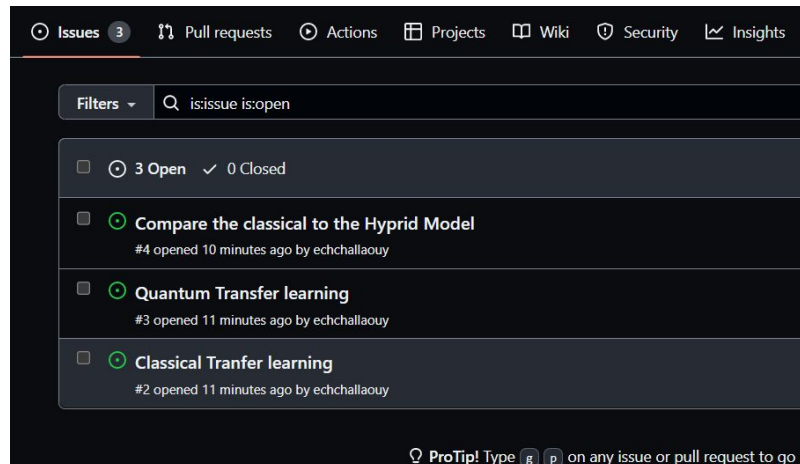 Issues 3 Pull requests Actions Projects Wiki Security Insights
Filters is:issue is:open
3 Open 0 Closed
Compare the classical to the Hyprid Model
#4 opened 10 minutes ago by echchallaouy
Quantum Transfer learning
#3 opened 11 minutes ago by echchallaouy
Classical Tranfer learning
#2 opened 11 minutes ago by echchallaouy
ProTip! Type g p on any issue or pull request to go